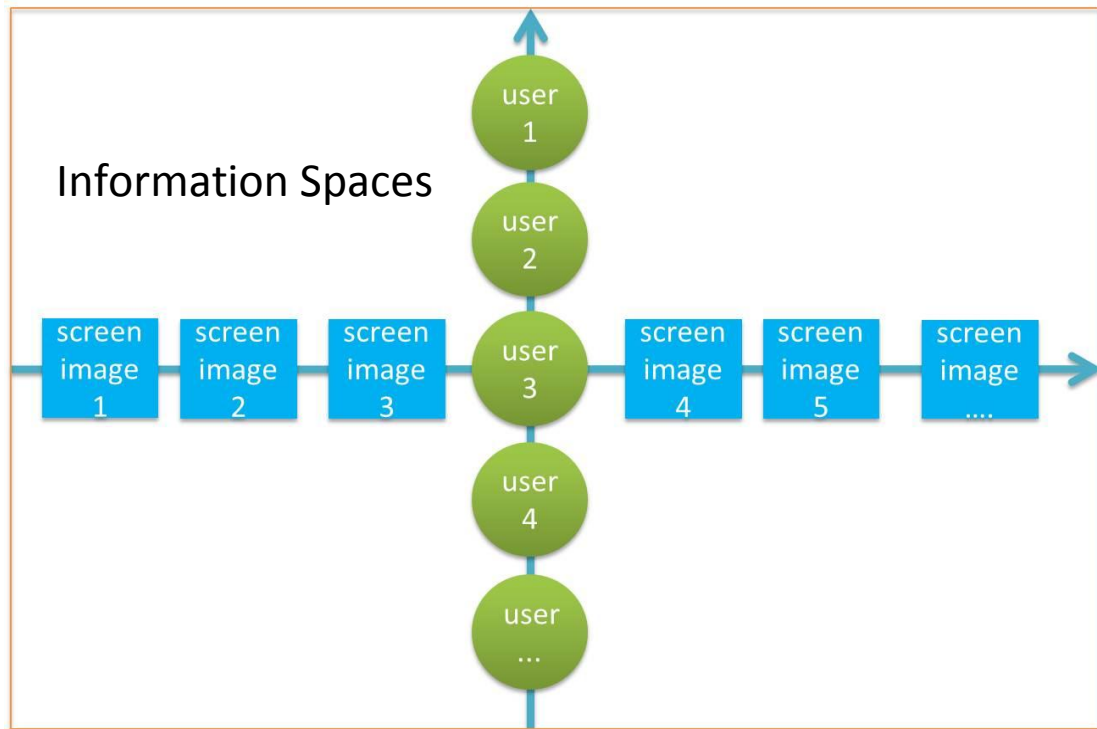 user
1
Information Spaces
user
2
screen
image
1
screen
image
2
screen
image
3
user
3
screen
image
4
screen
image
5
screen
image
....
user
4
user
...